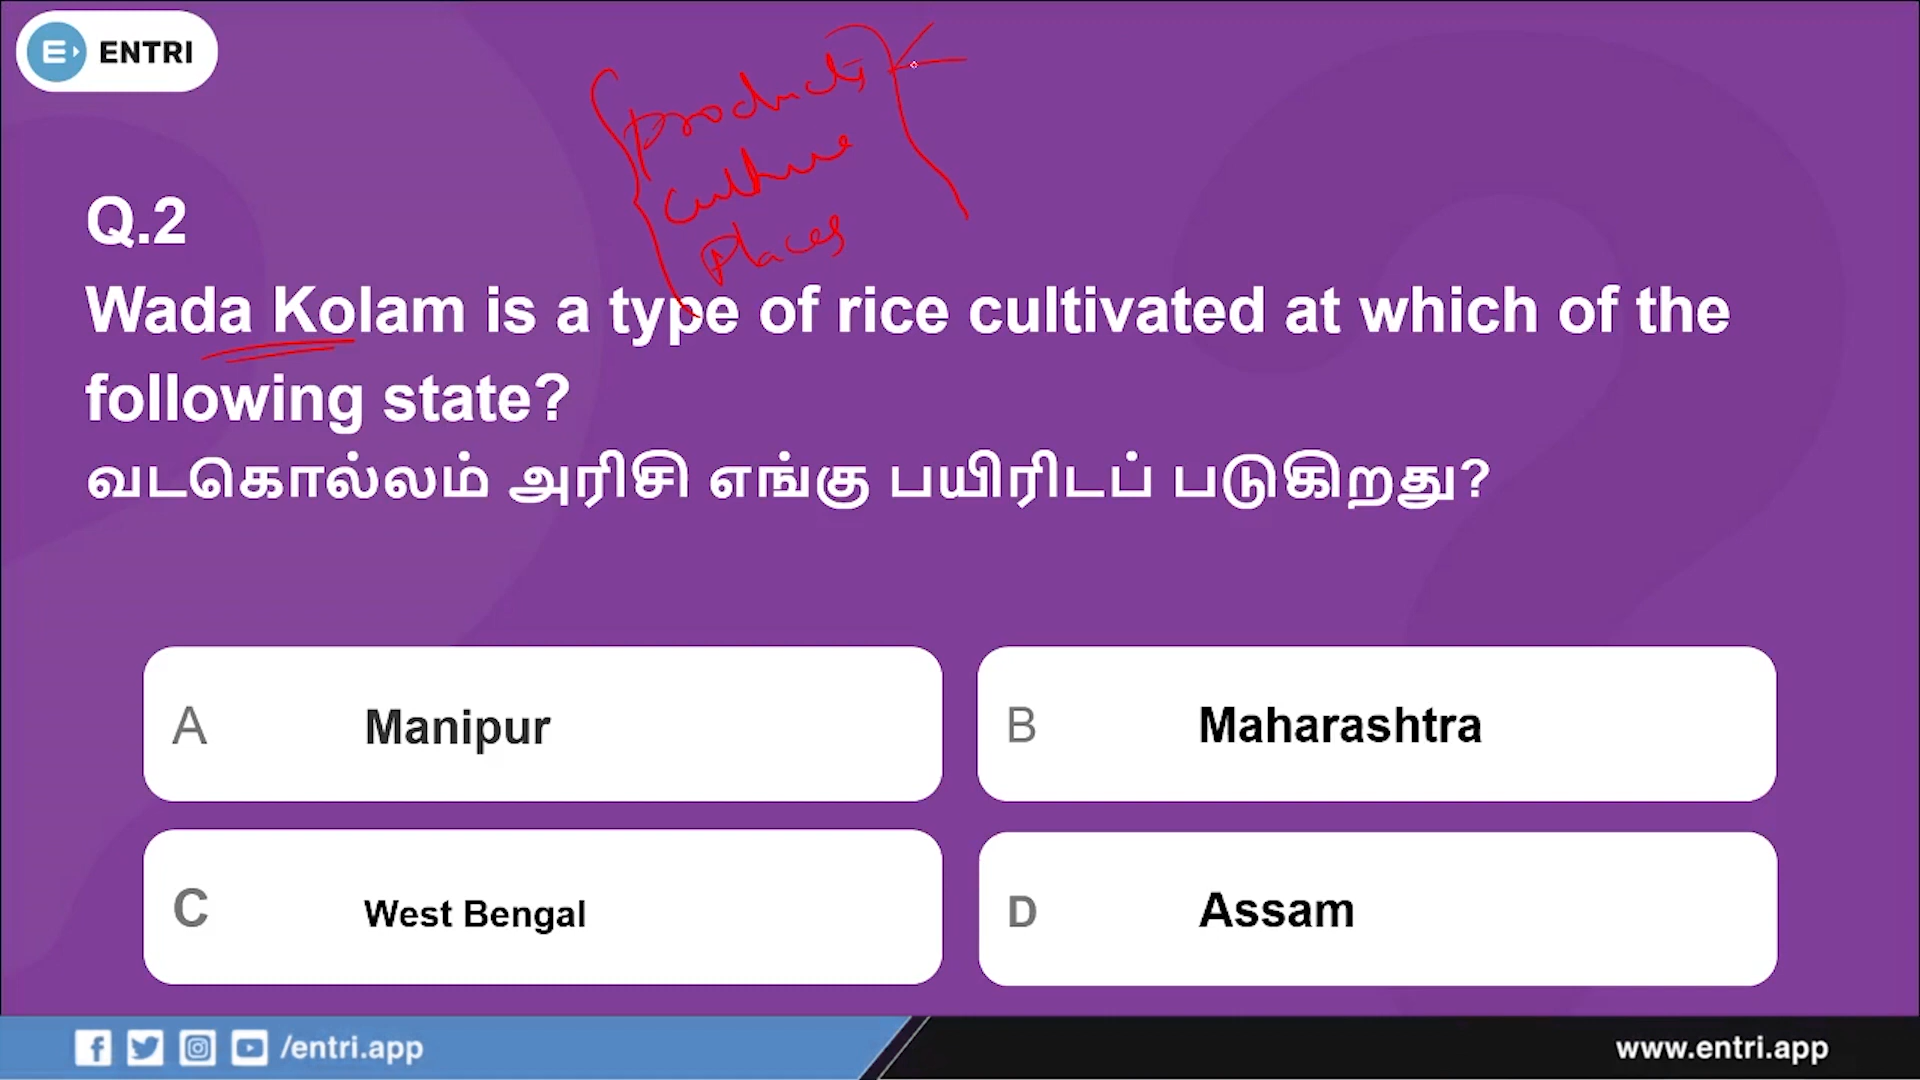 ENTRI
products
culture
places
Q.2
Wada Kolam is a type of rice cultivated at which of the
following state?
வடகொல்லம் அரிசி எங்கு பயிரிடப் படுகிறது?
A Manipur
B Maharashtra
C West Bengal
D Assam
/entri.app
www.entri.app